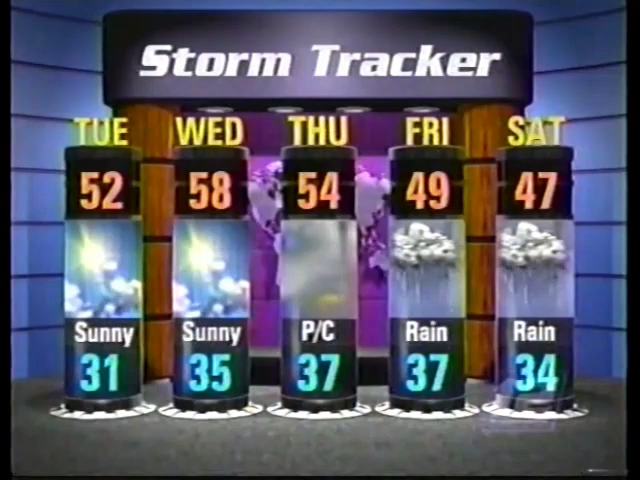 Storm Tracker
TUE WED THU FRI SAT
52 58 54 49 47
Sunny Sunny P/C Rain Rain
31 35 37 37 34